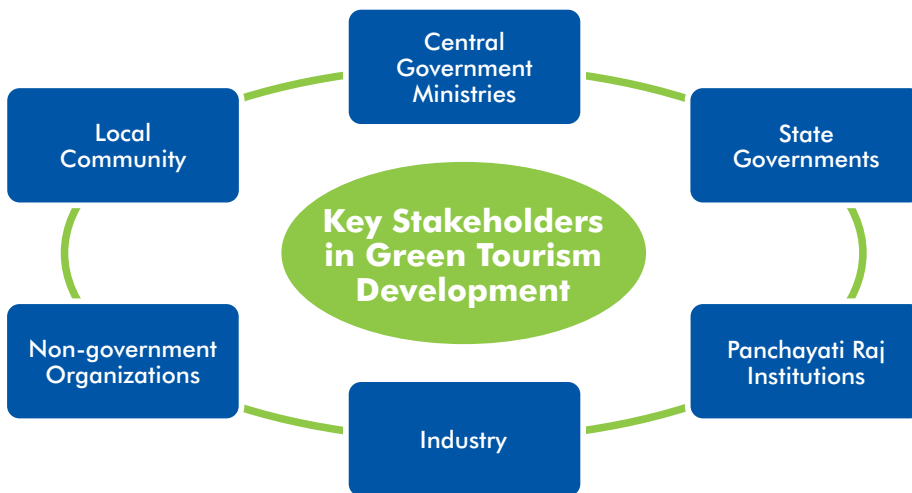 Central
Government
Ministries
Local
Community
State
Governments
Key Stakeholders
in Green Tourism
Development
Non-government
Organizations
Panchayati Raj
Institutions
Industry